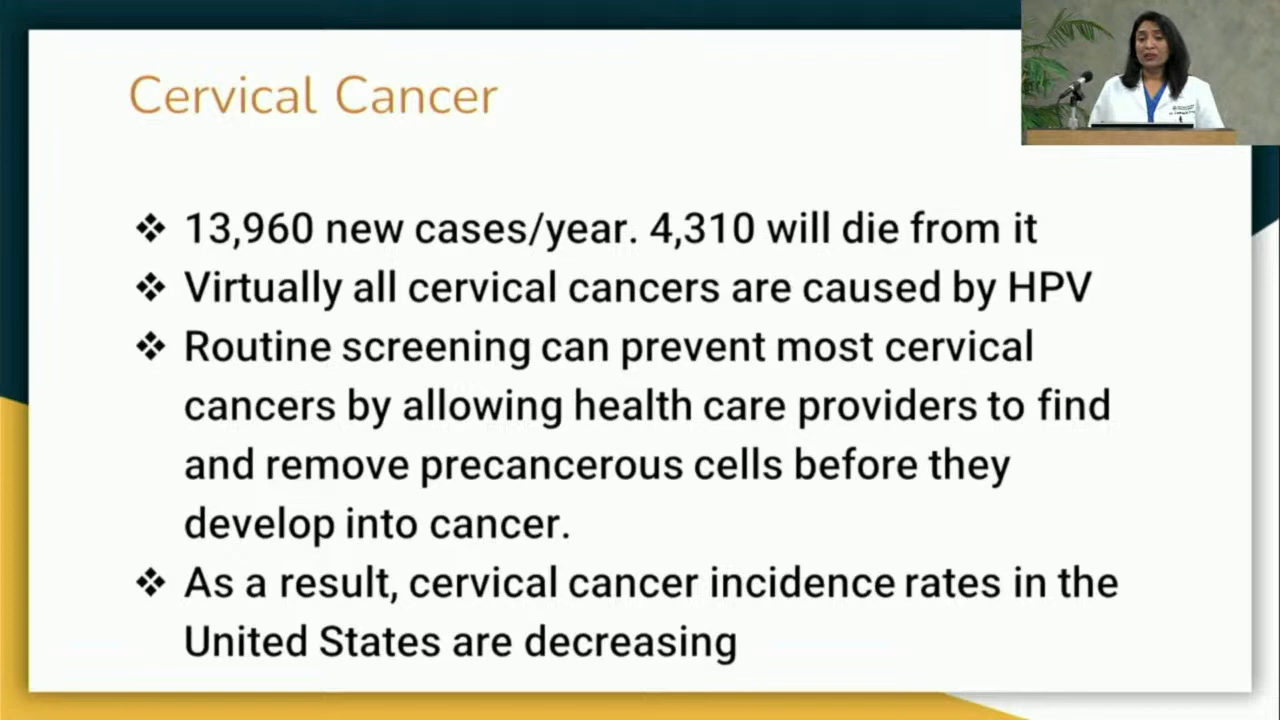 Cervical Cancer
❖ 13,960 new cases/year. 4,310 will die from it
❖ Virtually all cervical cancers are caused by HPV
❖ Routine screening can prevent most cervical
cancers by allowing health care providers to find
and remove precancerous cells before they
develop into cancer.
❖ As a result, cervical cancer incidence rates in the
United States are decreasing